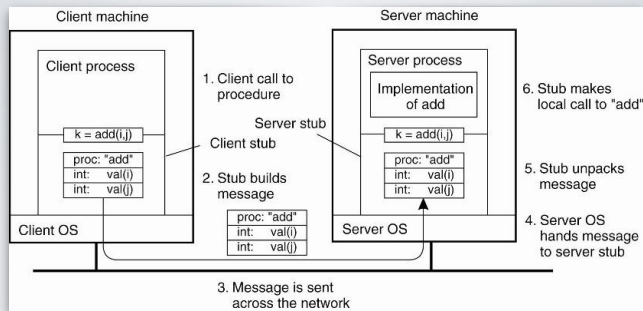 Client machine
Server machine
Client process
1. Client call to
procedure
k = add(i,j)
Client stub
proc: "add"
int: val(i)
int: val(j)
2. Stub builds
message
proc: "add"
int: val(i)
int: val(j)
Client OS
3. Message is sent
across the network
Server process
Implementation
of add
Server stub
k = add(i,j)
proc: "add"
int: val(i)
int: val(j)
Server OS
6. Stub makes
local call to "add"
5. Stub unpacks
message
4. Server OS
hands message
to server stub